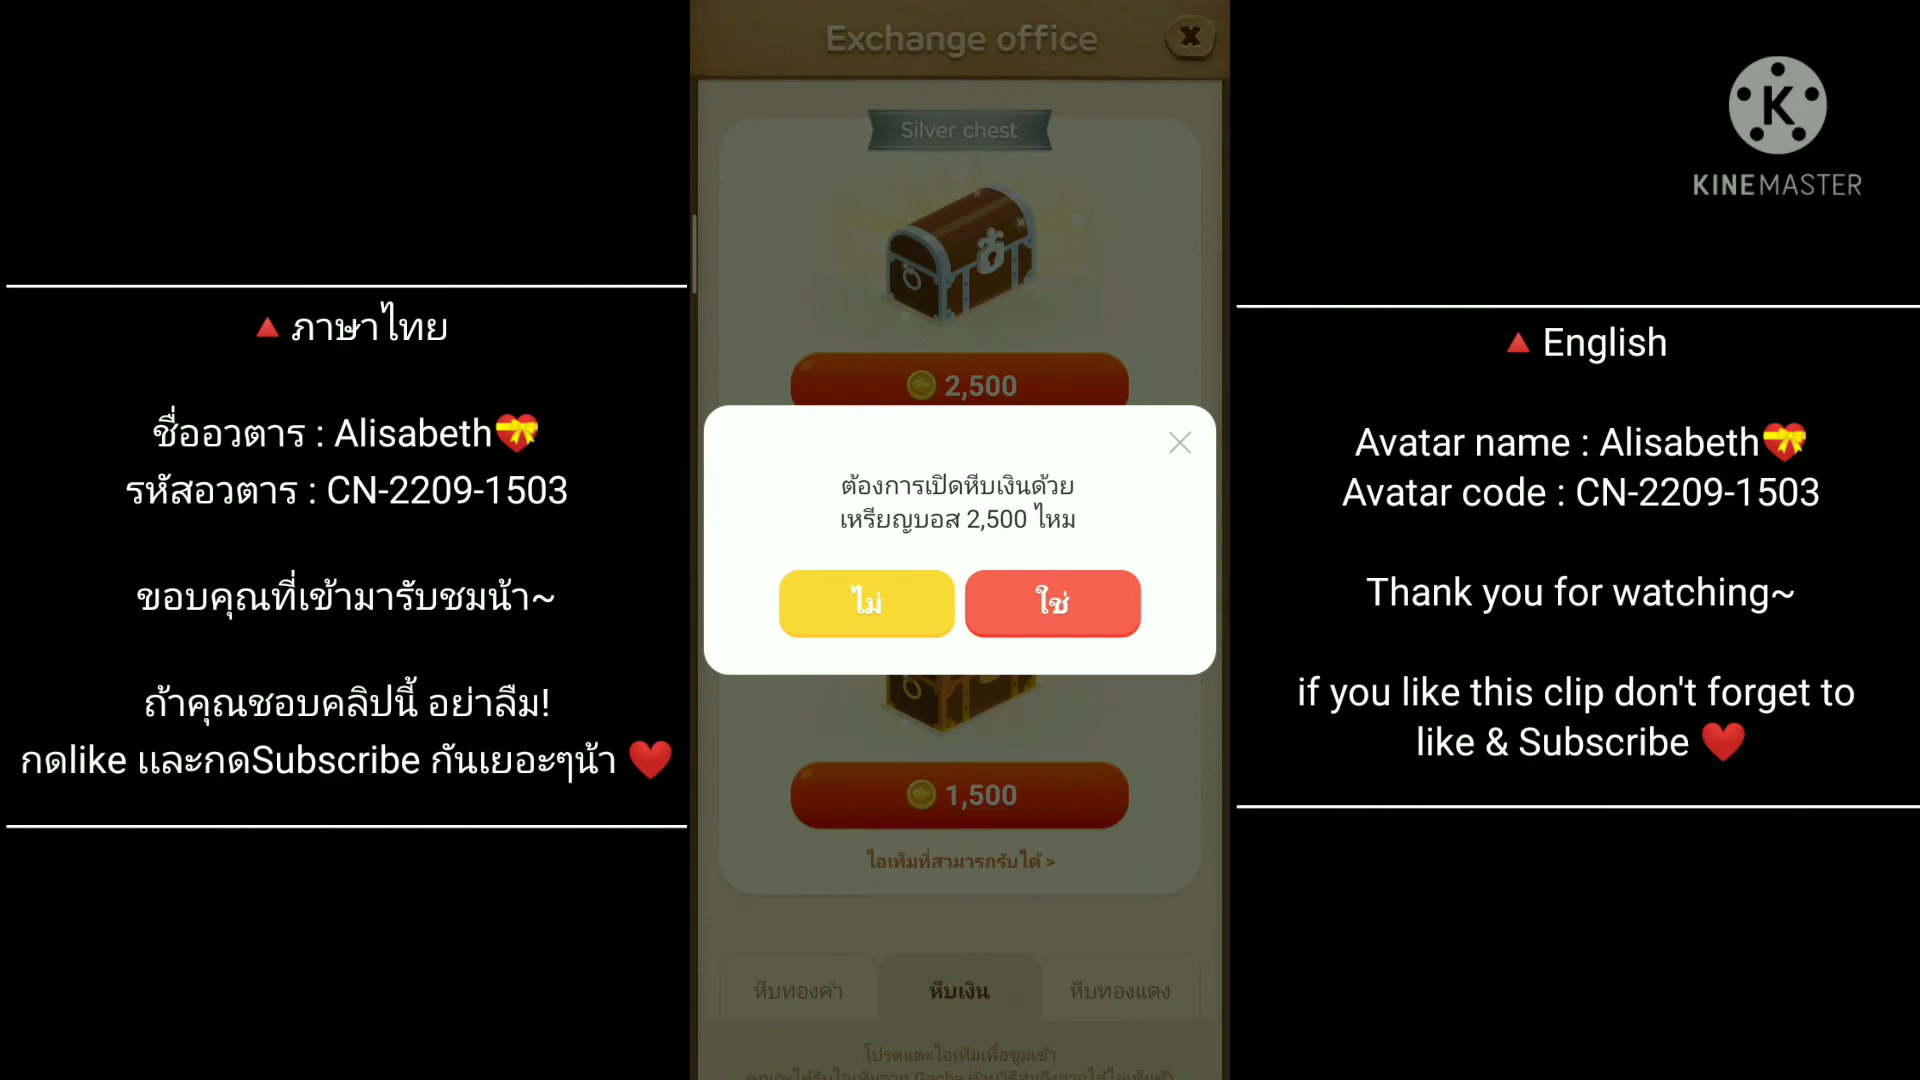 🔺ภาษาไทย
ชื่ออวตาร : Alisabeth💝
รหัสอวตาร : CN-2209-1503
ขอบคุณที่เข้ามารับชมน้า~
ถ้าคุณชอบคลิปนี้ อย่าลืม!
กดlike และกดSubscribe กันเยอะๆน้า ❤️
Exchange office
Silver chest
2,500
ต้องการเปิดหีบเงินด้วย
เหรียญบอส 2,500 ไหม
ไม่
ใช่
1,500
ไอเท็มที่สามารถรับได้ >
หีบทองคำ
หีบเงิน
หีบทองแดง
โปรดแตะไอเท็มเพื่อซูมเข้า
KINEMASTER
🔺English
Avatar name : Alisabeth💝
Avatar code : CN-2209-1503
Thank you for watching~
if you like this clip don't forget to
like & Subscribe ❤️